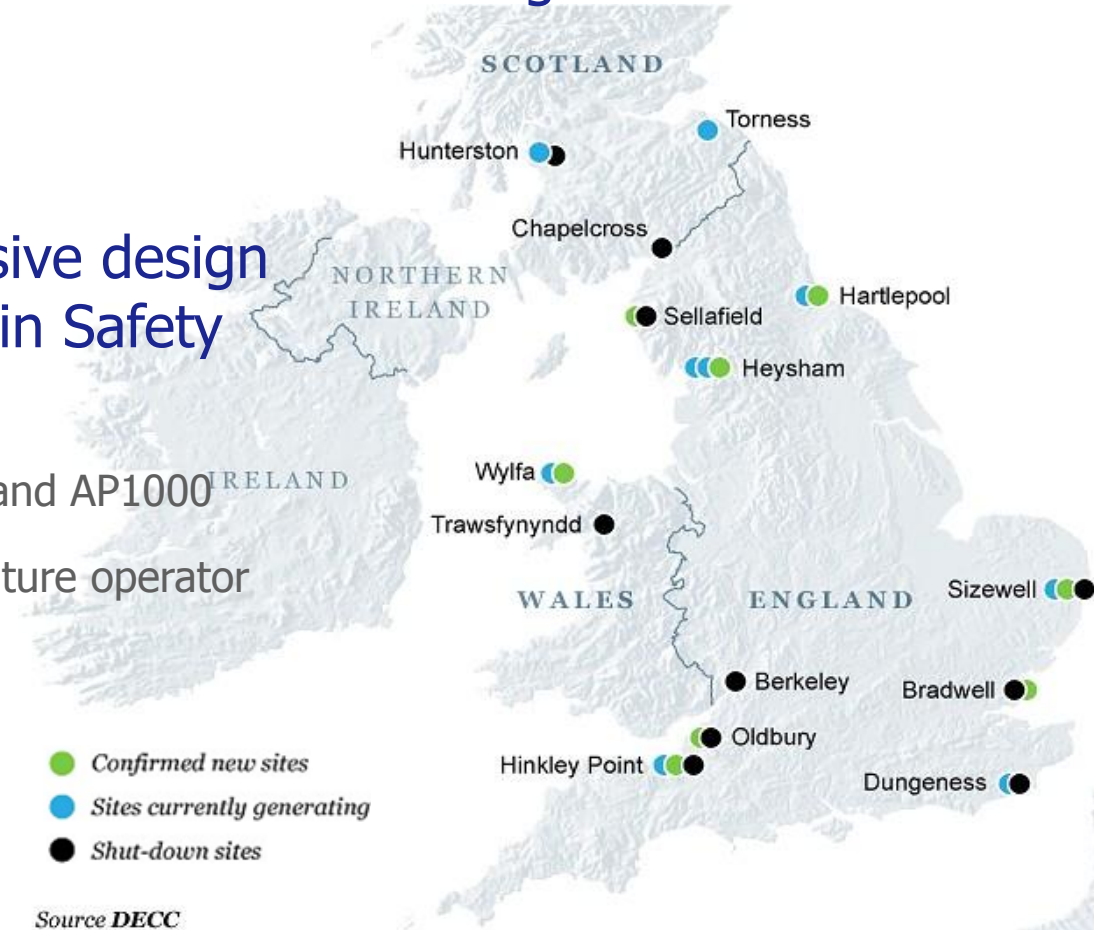 g
SCOTLAND
Torness
Hunterston
Chapelcross
sive design
in Safety
NORTHERN
IRELAND
Hartlepool
Sellafield
Heysham
Wylfa
and AP1000
IRELAND
Trawsfynyndd
ture operator
WALES
ENGLAND
Sizewell
Berkeley
Bradwell
Oldbury
Hinkley Point
Dungeness
Confirmed new sites
Sites currently generating
Shut-down sites
Source DECC